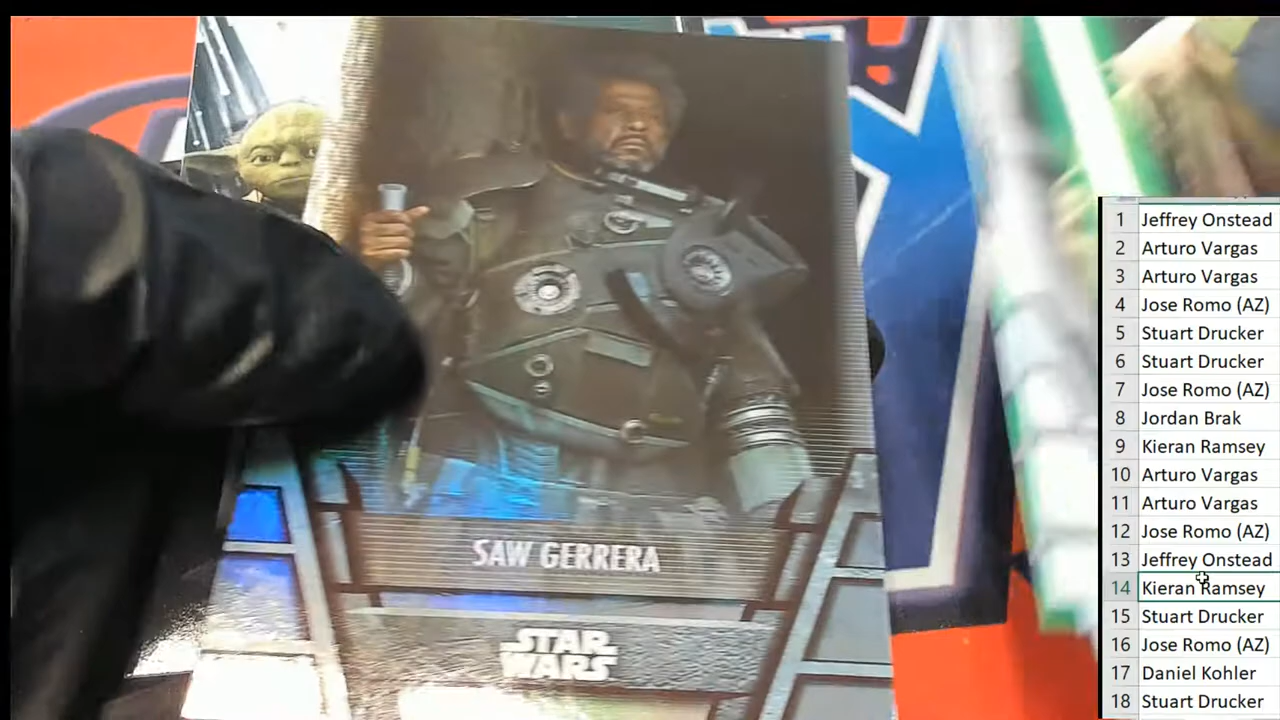 SAW GERRERA
STAR
WARS
1 Jeffrey Onstead
2 Arturo Vargas
3 Arturo Vargas
4 Jose Romo (AZ)
5 Stuart Drucker
6 Stuart Drucker
7 Jose Romo (AZ)
8 Jordan Brak
9 Kieran Ramsey
10 Arturo Vargas
11 Arturo Vargas
12 Jose Romo (AZ)
13 Jeffrey Onstead
14 Kieran Ramsey
15 Stuart Drucker
16 Jose Romo (AZ)
17 Daniel Kohler
18 Stuart Drucker